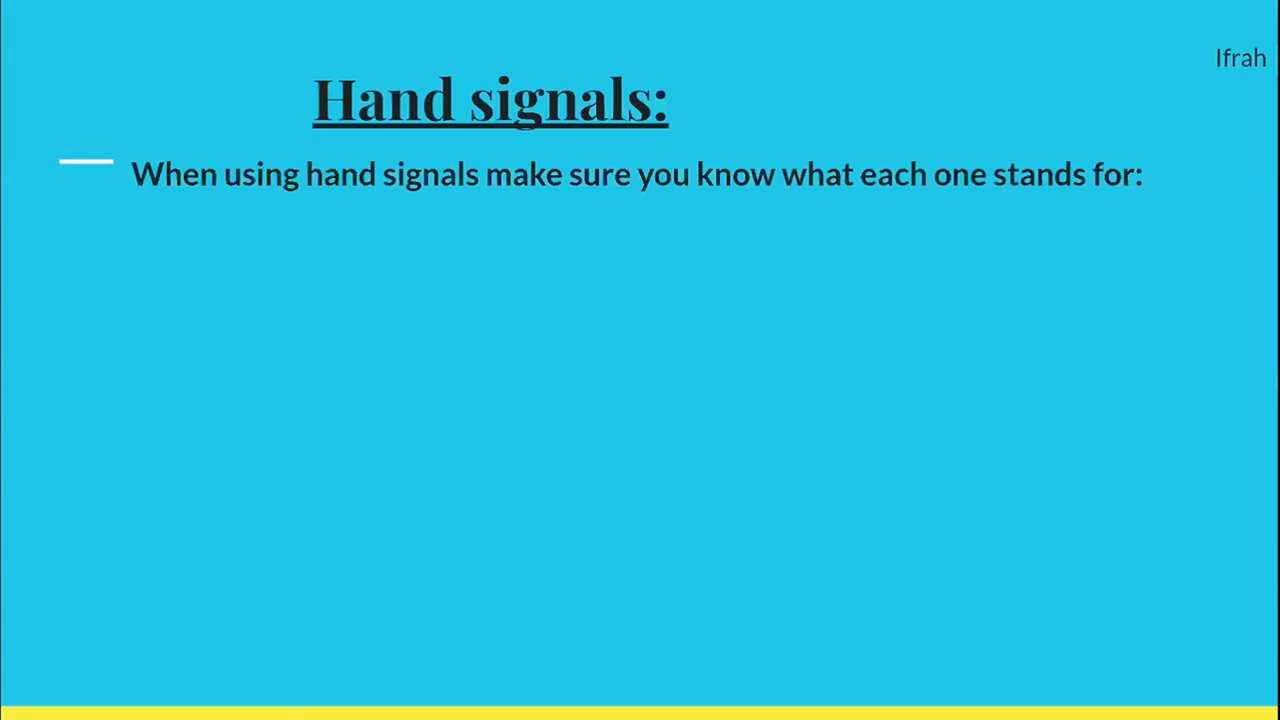 Ifrah
Hand signals:
When using hand signals make sure you know what each one stands for: